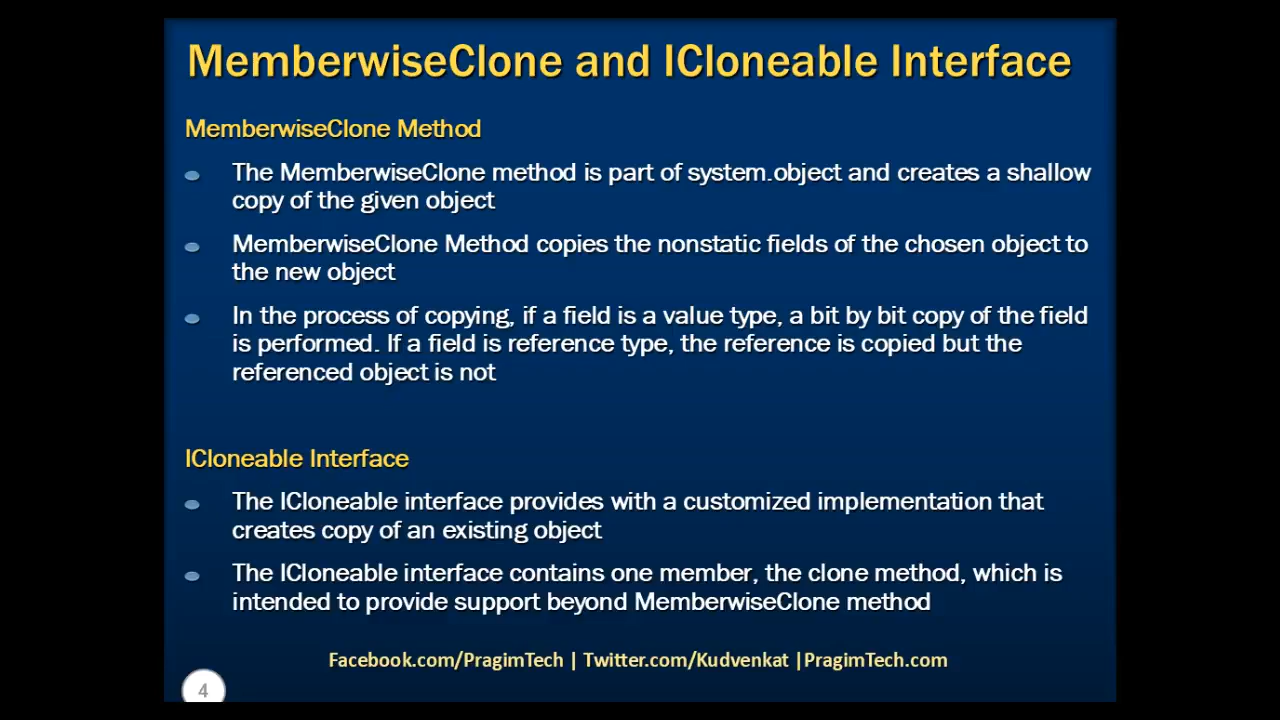 MemberwiseClone and ICloneable Interface
MemberwiseClone Method
The MemberwiseClone method is part of system.object and creates a shallow
copy of the given object
MemberwiseClone Method copies the nonstatic fields of the chosen object to
the new object
In the process of copying, if a field is a value type, a bit by bit copy of the field
is performed. If a field is reference type, the reference is copied but the
referenced object is not
ICloneable Interface
The ICloneable interface provides with a customized implementation that
creates copy of an existing object
The ICloneable interface contains one member, the clone method, which is
intended to provide support beyond MemberwiseClone method
Facebook.com/PragimTech | Twitter.com/Kudvenkat |PragimTech.com
4